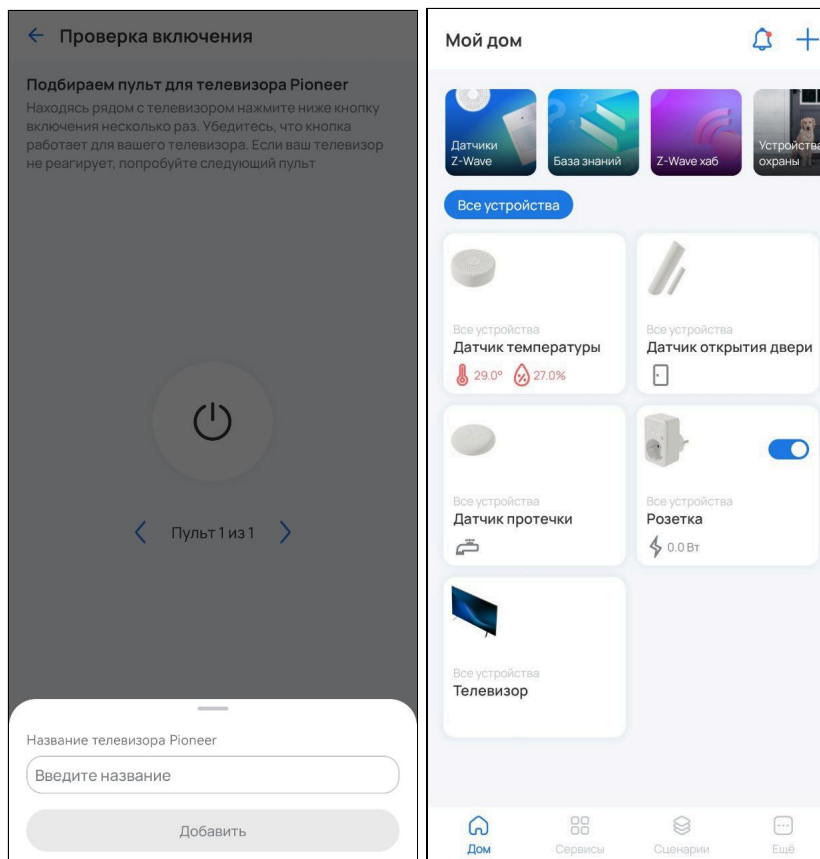 Проверка включения
Подбираем пульт для телевизора Pioneer
Находясь рядом с телевизором нажмите ниже кнопку
включения несколько раз. Убедитесь, что кнопка
работает для вашего телевизора. Если ваш телевизор
не реагирует, попробуйте следующий пульт
Пульт 1 из 1
Название телевизора Pioneer
Введите название
Добавить
Мой дом
Датчики
Z-Wave
База знаний
Z-Wave хаб
Устройства
охраны
Все устройства
Все устройства
Датчик температуры
29.0° 27.0%
Все устройства
Датчик открытия двери
Все устройства
Датчик протечки
Все устройства
Розетка
0.0 Вт
Все устройства
Телевизор
Дом
Сервисы
Сценарии
Ещё